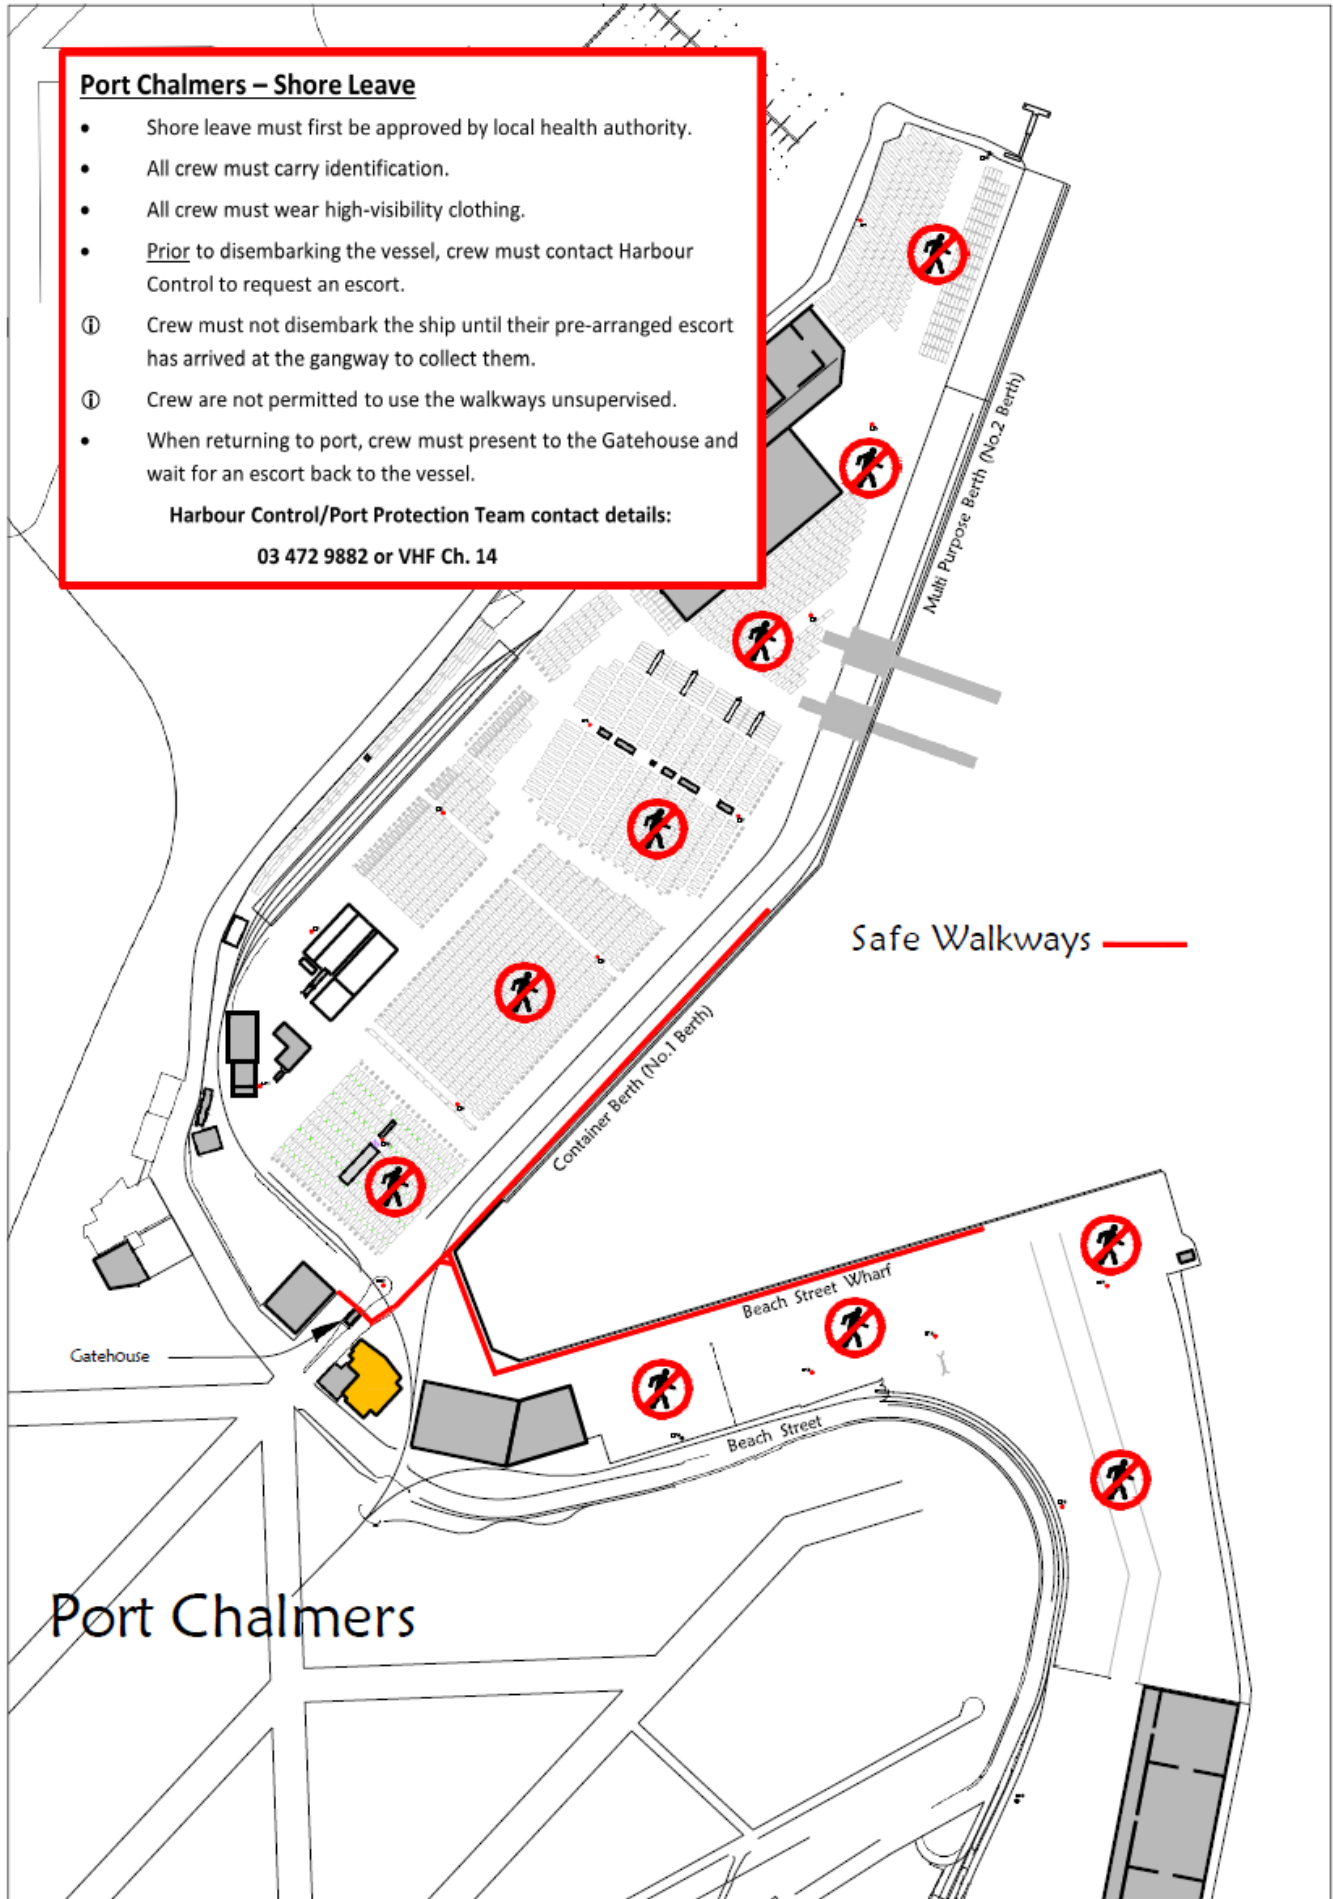 Port Chalmers – Shore Leave
• Shore leave must first be approved by local health authority.
• All crew must carry identification.
• All crew must wear high-visibility clothing.
• Prior to disembarking the vessel, crew must contact Harbour
Control to request an escort.
ⓘ Crew must not disembark the ship until their pre-arranged escort
has arrived at the gangway to collect them.
ⓘ Crew are not permitted to use the walkways unsupervised.
• When returning to port, crew must present to the Gatehouse and
wait for an escort back to the vessel.
Harbour Control/Port Protection Team contact details:
03 472 9882 or VHF Ch. 14
Multi Purpose Berth (No.2 Berth)
Safe Walkways
Container Berth (No.1 Berth)
Beach Street Wharf
Gatehouse
Beach Street
Port Chalmers